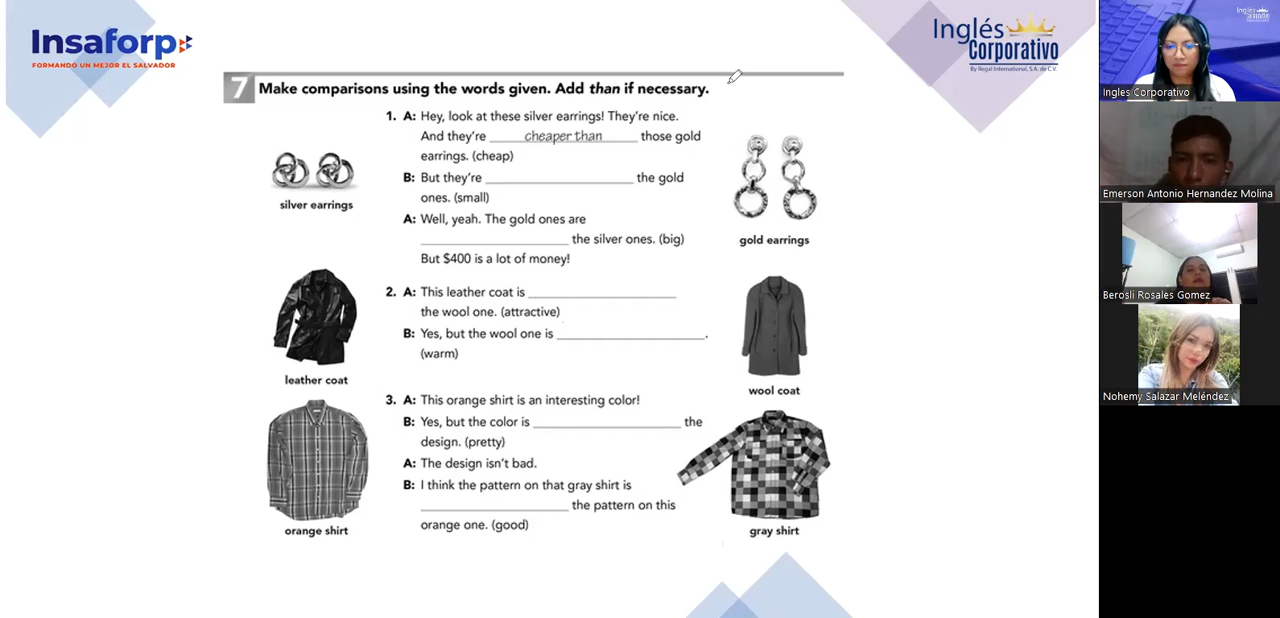 Insaforp
FORMANDO UN MEJOR EL SALVADOR
Inglés
Corporativo
By Regal International, S.A. de C.V.
7 Make comparisons using the words given. Add than if necessary.
1. A: Hey, look at these silver earrings! They're nice.
And they're cheaper than those gold
earrings. (cheap)
B: But they're ____________________ the gold
ones. (small)
A: Well, yeah. The gold ones are
____________________ the silver ones. (big)
But $400 is a lot of money!
silver earrings
gold earrings
2. A: This leather coat is ____________________
the wool one. (attractive)
B: Yes, but the wool one is ____________________.
(warm)
leather coat
wool coat
3. A: This orange shirt is an interesting color!
B: Yes, but the color is ____________________ the
design. (pretty)
A: The design isn't bad.
B: I think the pattern on that gray shirt is
____________________ the pattern on this
orange one. (good)
orange shirt
gray shirt
Ingles Corporativo
Emerson Antonio Hernandez Molina
Berosli Rosales Gomez
Nohemy Salazar Meléndez